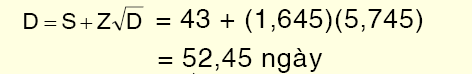 D = S + Z√D = 43 + (1,645)(5,745)
= 52,45 ngày